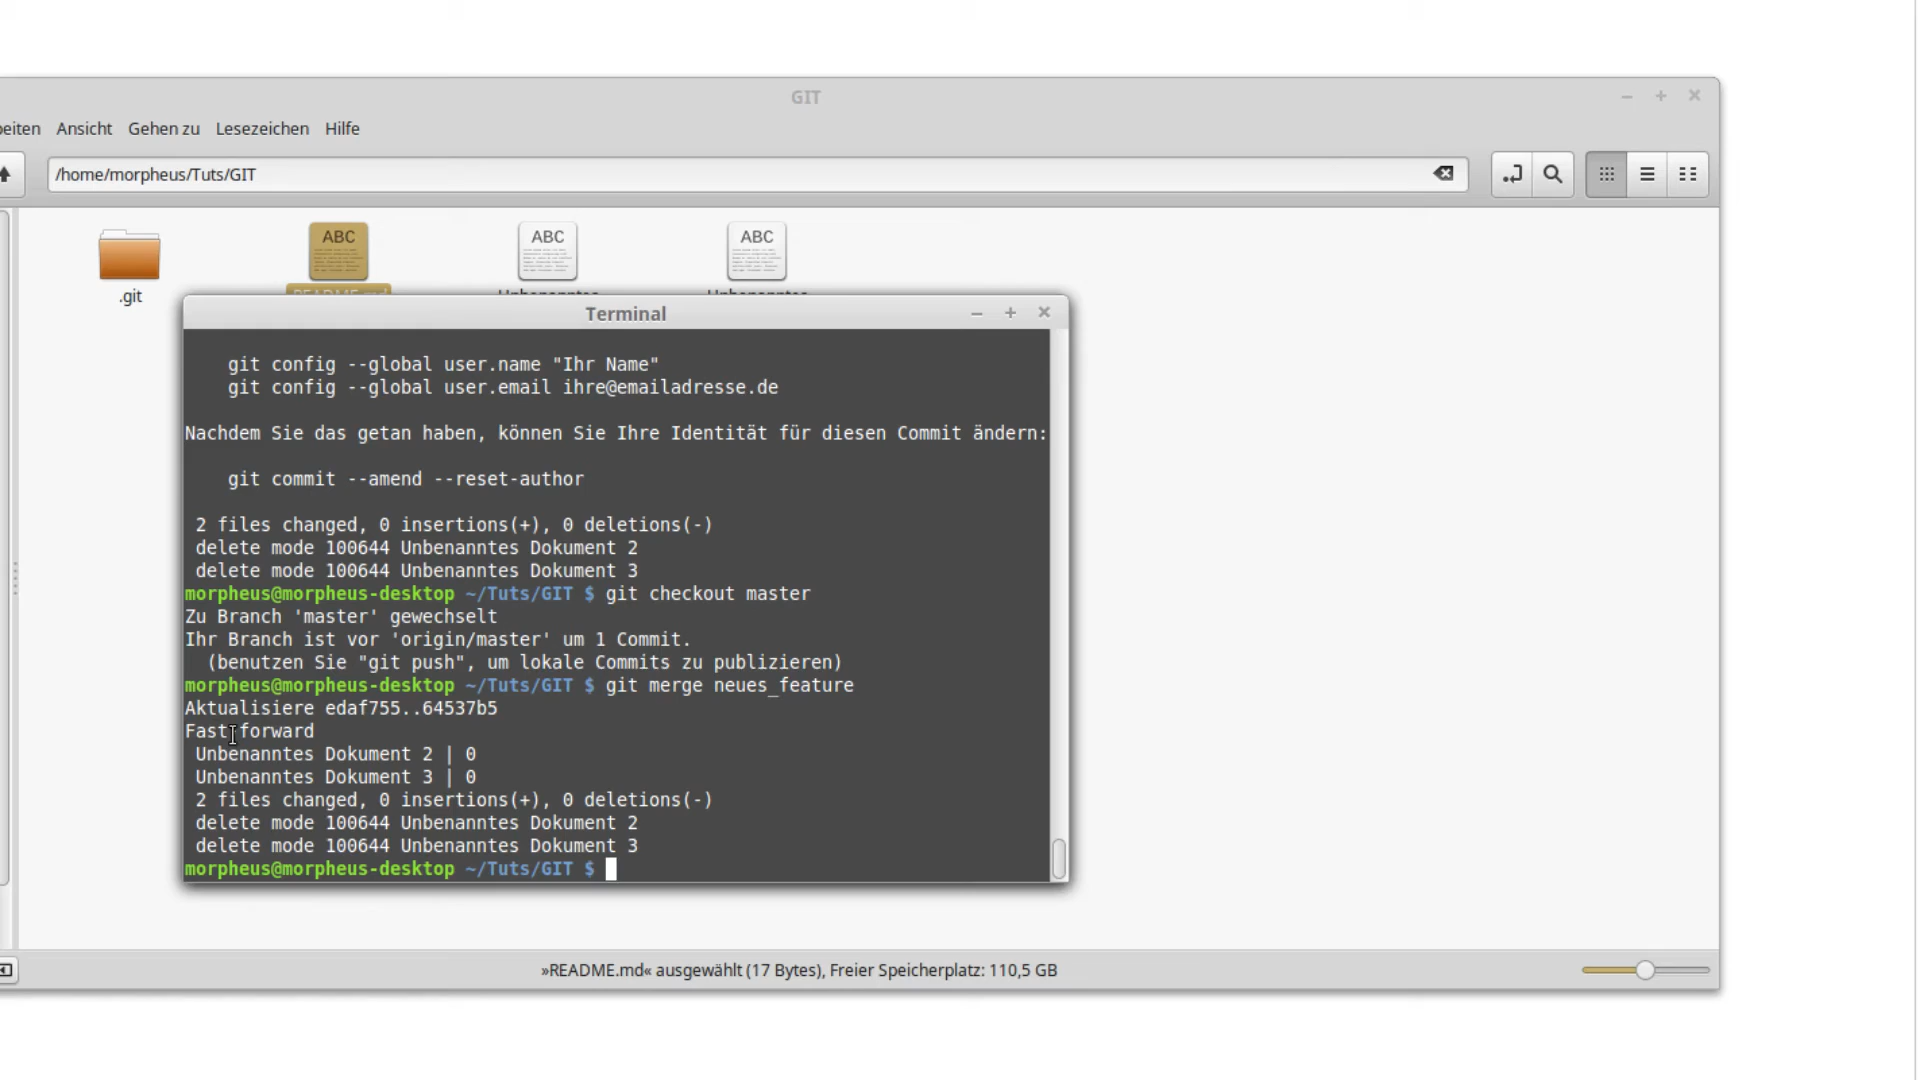 GIT
beiten Ansicht Gehen zu Lesezeichen Hilfe
/home/morpheus/Tuts/GIT
ABC ABC ABC
.git README.md Unbenanntes Unbenanntes
Terminal
git config --global user.name "Ihr Name"
git config --global user.email ihre@emailadresse.de
Nachdem Sie das getan haben, können Sie Ihre Identität für diesen Commit ändern:
git commit --amend --reset-author
2 files changed, 0 insertions(+), 0 deletions(-)
delete mode 100644 Unbenanntes Dokument 2
delete mode 100644 Unbenanntes Dokument 3
morpheus@morpheus-desktop ~/Tuts/GIT $ git checkout master
Zu Branch 'master' gewechselt
Ihr Branch ist vor 'origin/master' um 1 Commit.
(benutzen Sie "git push", um lokale Commits zu publizieren)
morpheus@morpheus-desktop ~/Tuts/GIT $ git merge neues_feature
Aktualisiere edaf755..64537b5
Fast-forward
Unbenanntes Dokument 2 | 0
Unbenanntes Dokument 3 | 0
2 files changed, 0 insertions(+), 0 deletions(-)
delete mode 100644 Unbenanntes Dokument 2
delete mode 100644 Unbenanntes Dokument 3
morpheus@morpheus-desktop ~/Tuts/GIT $
»README.md« ausgewählt (17 Bytes), Freier Speicherplatz: 110,5 GB